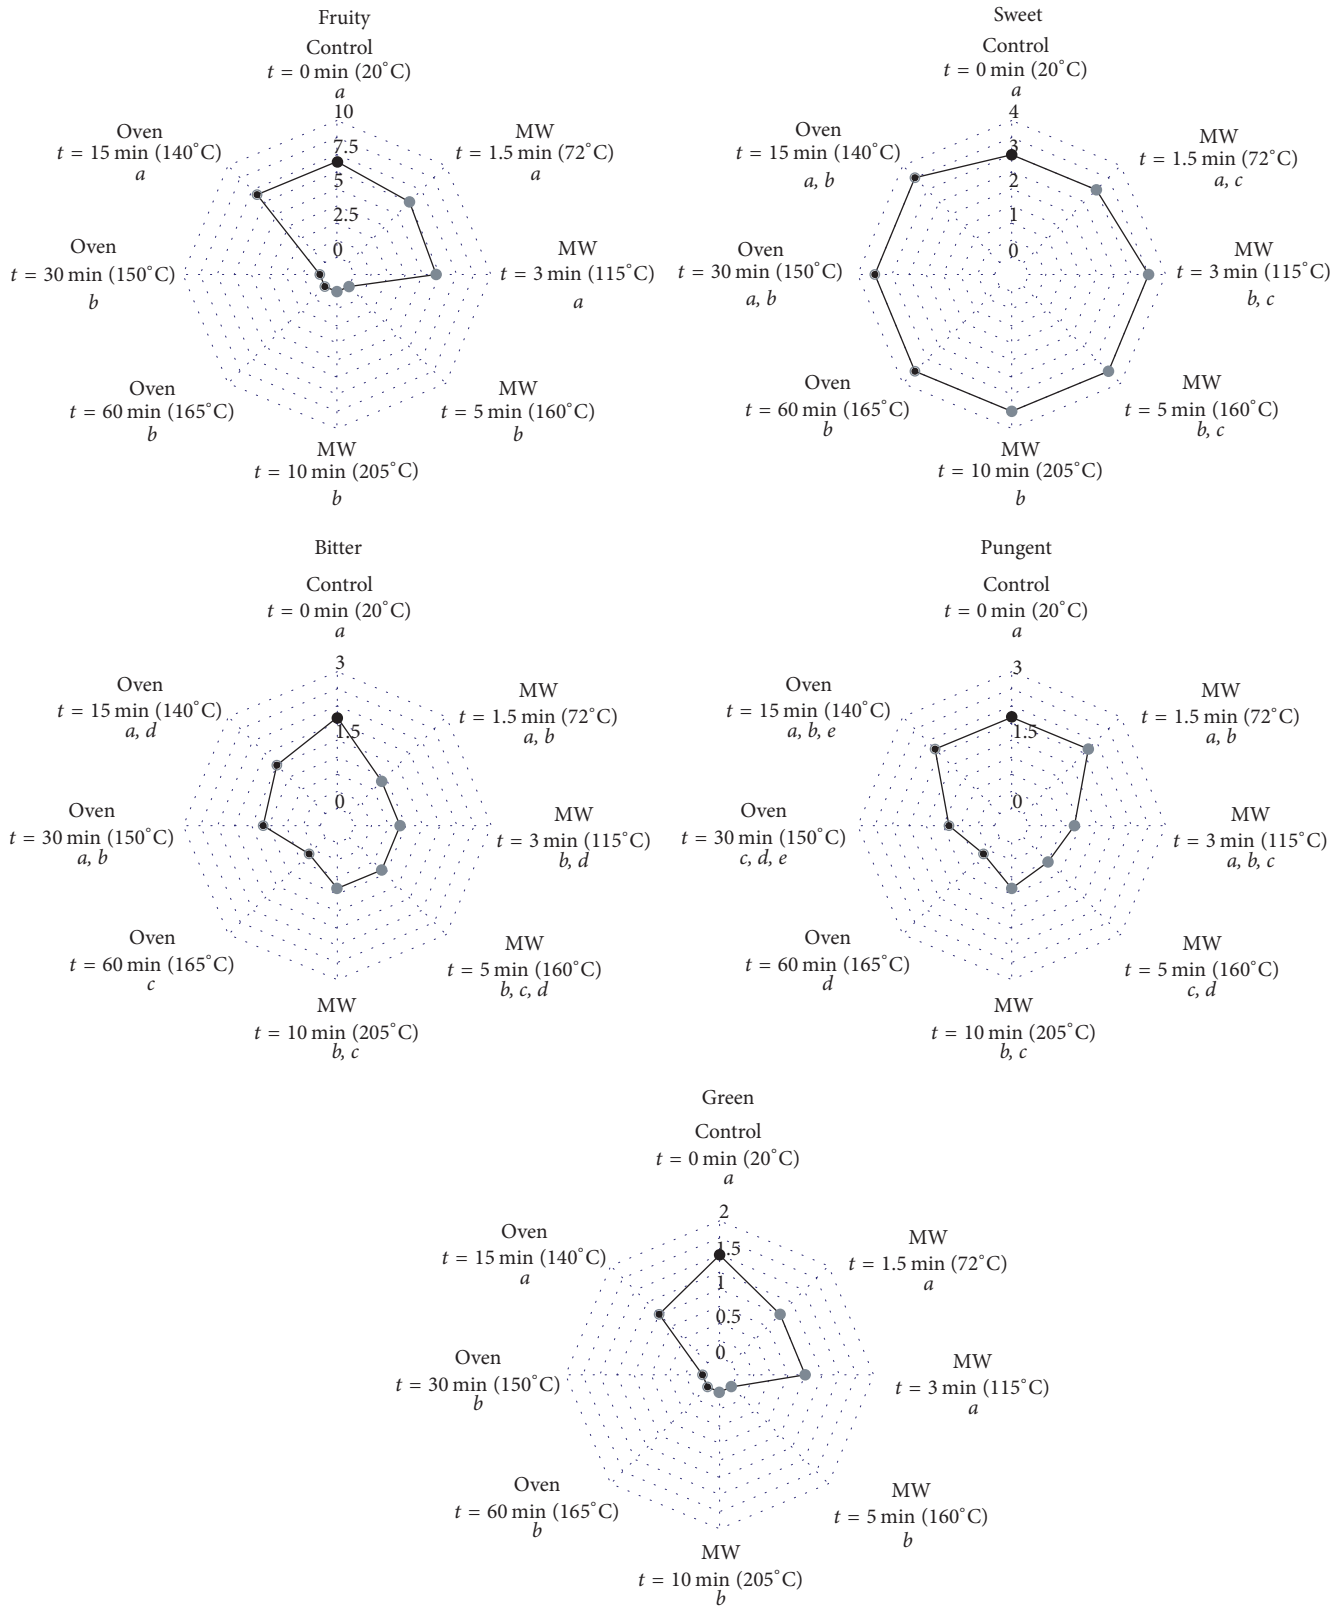 Fruity
Control
t = 0 min (20°C)
a
10
7.5
5
2.5
0
MW
t = 1.5 min (72°C)
a
MW
t = 3 min (115°C)
a
MW
t = 5 min (160°C)
b
MW
t = 10 min (205°C)
b
Oven
t = 60 min (165°C)
b
Oven
t = 30 min (150°C)
b
Oven
t = 15 min (140°C)
a
Sweet
Control
t = 0 min (20°C)
a
4
3
2
1
0
MW
t = 1.5 min (72°C)
a, c
MW
t = 3 min (115°C)
b, c
MW
t = 5 min (160°C)
b, c
MW
t = 10 min (205°C)
b
Oven
t = 60 min (165°C)
b
Oven
t = 30 min (150°C)
a, b
Oven
t = 15 min (140°C)
a, b
Bitter
Control
t = 0 min (20°C)
a
3
1.5
0
MW
t = 1.5 min (72°C)
a, b
MW
t = 3 min (115°C)
b, d
MW
t = 5 min (160°C)
b, c, d
MW
t = 10 min (205°C)
b, c
Oven
t = 60 min (165°C)
c
Oven
t = 30 min (150°C)
a, b
Oven
t = 15 min (140°C)
a, d
Pungent
Control
t = 0 min (20°C)
a
3
1.5
0
MW
t = 1.5 min (72°C)
a, b
MW
t = 3 min (115°C)
a, b, c
MW
t = 5 min (160°C)
c, d
MW
t = 10 min (205°C)
b, c
Oven
t = 60 min (165°C)
d
Oven
t = 30 min (150°C)
c, d, e
Oven
t = 15 min (140°C)
a, b, e
Green
Control
t = 0 min (20°C)
a
2
1.5
1
0.5
0
MW
t = 1.5 min (72°C)
a
MW
t = 3 min (115°C)
a
MW
t = 5 min (160°C)
b
MW
t = 10 min (205°C)
b
Oven
t = 60 min (165°C)
b
Oven
t = 30 min (150°C)
b
Oven
t = 15 min (140°C)
a